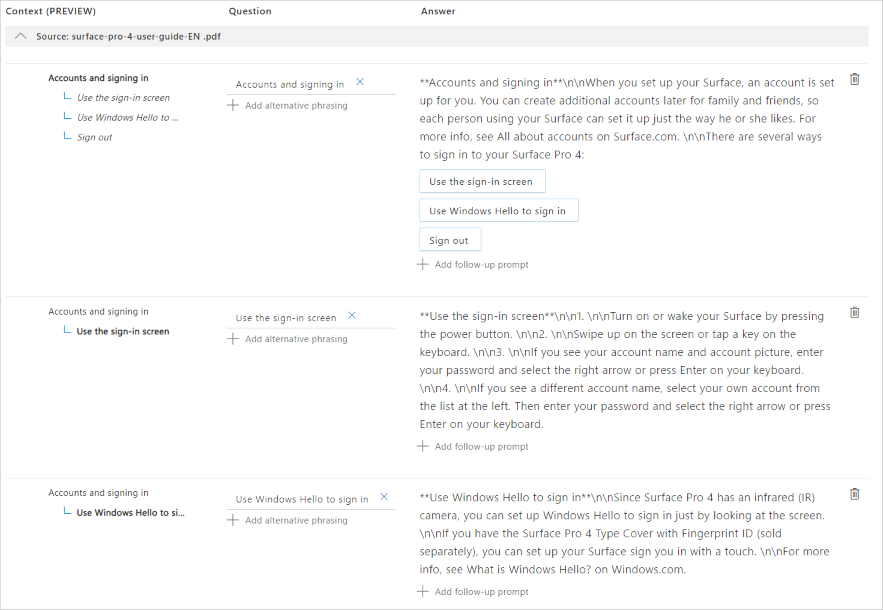 Context (PREVIEW) Question Answer
Source: surface-pro-4-user-guide-EN .pdf
Accounts and signing in
Use the sign-in screen
Use Windows Hello to ...
Sign out
Accounts and signing in
Add alternative phrasing
**Accounts and signing in**\n\nWhen you set up your Surface, an account is set
up for you. You can create additional accounts later for family and friends, so
each person using your Surface can set it up just the way he or she likes. For
more info, see All about accounts on Surface.com. \n\nThere are several ways
to sign in to your Surface Pro 4:
Use the sign-in screen
Use Windows Hello to sign in
Sign out
Add follow-up prompt
Accounts and signing in
Use the sign-in screen
Use the sign-in screen
Add alternative phrasing
**Use the sign-in screen**\n\n1. \n\nTurn on or wake your Surface by pressing
the power button. \n\n2. \n\nSwipe up on the screen or tap a key on the
keyboard. \n\n3. \n\nIf you see your account name and account picture, enter
your password and select the right arrow or press Enter on your keyboard.
\n\n4. \n\nIf you see a different account name, select your own account from
the list at the left. Then enter your password and select the right arrow or press
Enter on your keyboard.
Add follow-up prompt
Accounts and signing in
Use Windows Hello to si...
Use Windows Hello to sign in
Add alternative phrasing
**Use Windows Hello to sign in**\n\nSince Surface Pro 4 has an infrared (IR)
camera, you can set up Windows Hello to sign in just by looking at the screen.
\n\nIf you have the Surface Pro 4 Type Cover with Fingerprint ID (sold
separately), you can set up your Surface sign you in with a touch. \n\nFor more
info, see What is Windows Hello? on Windows.com.
Add follow-up prompt